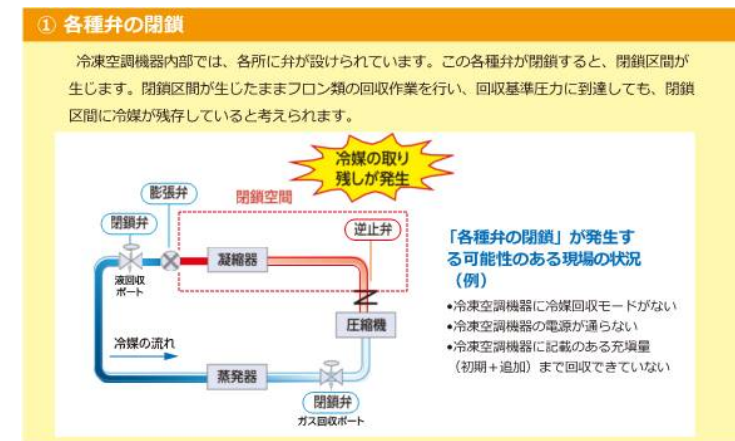 ① 各種弁の閉鎖
冷凍空調機器内部では、各所に弁が設けられています。この各種弁が閉鎖すると、閉鎖区間が
生じます。閉鎖区間が生じたままフロン類の回収作業を行い、回収基準圧力に到達しても、閉鎖
区間に冷媒が残存していると考えられます。
冷媒の取り
残しが発生
膨張弁
閉鎖空間
閉鎖弁
逆止弁
凝縮器
液回収
ポート
圧縮機
冷媒の流れ
蒸発器
閉鎖弁
ガス回収ポート
「各種弁の閉鎖」が発生す
る可能性のある現場の状況
（例）
•冷凍空調機器に冷媒回収モードがない
•冷凍空調機器の電源が通らない
•冷凍空調機器に記載のある充塡量
（初期＋追加）まで回収できていない